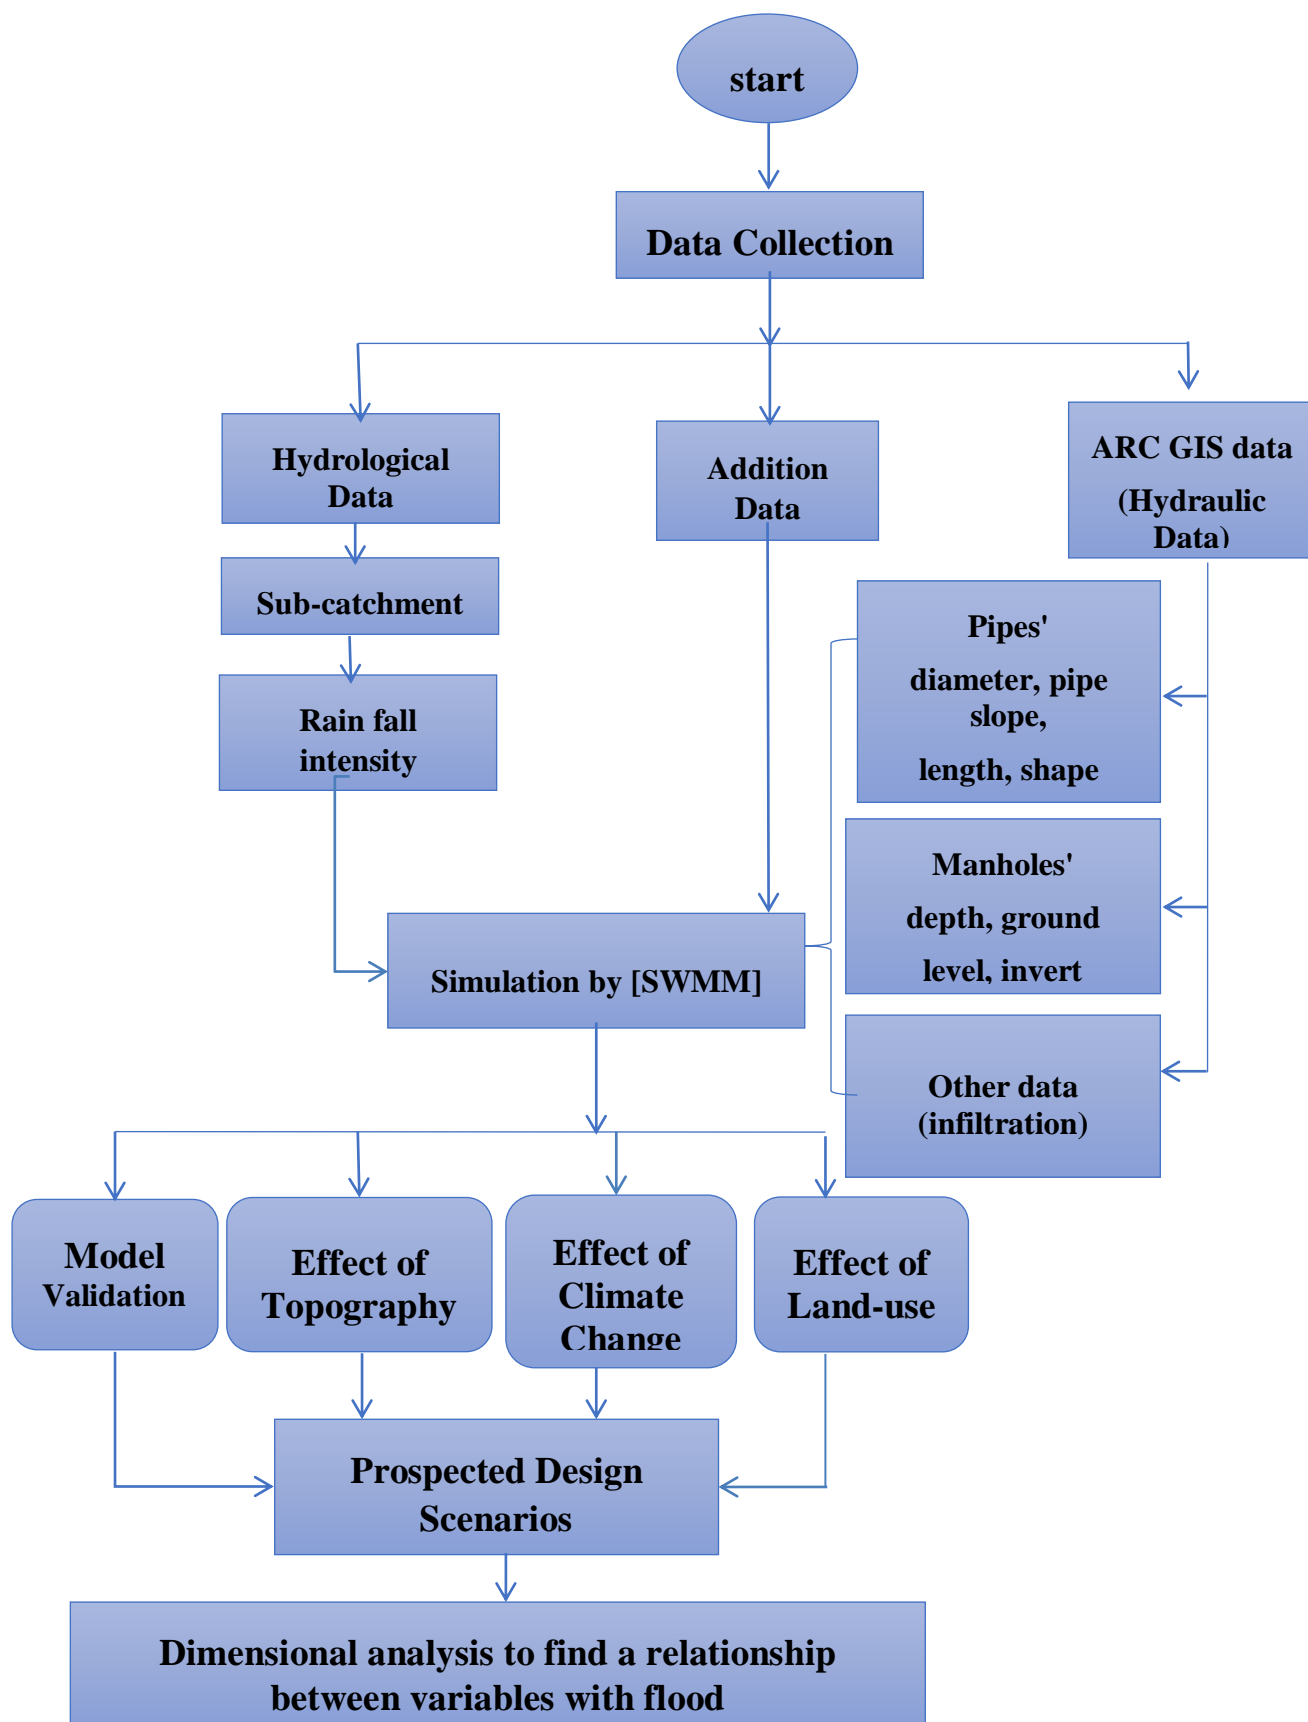 start
Data Collection
Hydrological
Data
Addition
Data
ARC GIS data
(Hydraulic
Data)
Sub-catchment
Rain fall
intensity
Pipes'
diameter, pipe
slope,
length, shape
Manholes'
depth, ground
level, invert
Simulation by [SWMM]
Other data
(infiltration)
Model
Validation
Effect of
Topography
Effect of
Climate
Change
Effect of
Land-use
Prospected Design
Scenarios
Dimensional analysis to find a relationship
between variables with flood